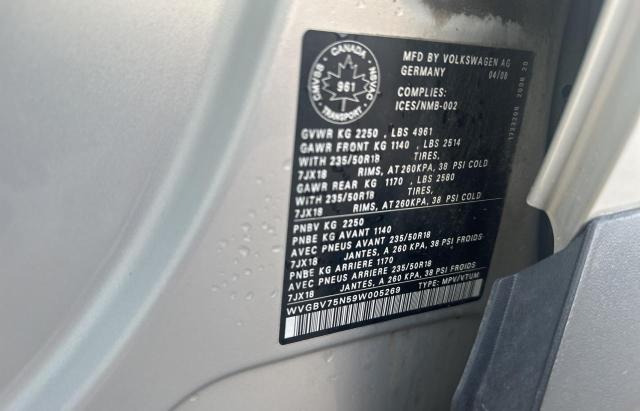 CANADA
CMVSS NSVAC
961
TRANSPORT
MFD BY VOLKSWAGEN AG
GERMANY 04/08
COMPLIES:
ICES/NMB-002
GVWR KG 2250 , LBS 4961
GAWR FRONT KG 1140 , LBS 2514
WITH 235/50R18 TIRES,
7JX18 RIMS, AT 260KPA, 38 PSI COLD
GAWR REAR KG 1170 , LBS 2580
WITH 235/50R18 TIRES,
7JX18 RIMS, AT 260KPA, 38 PSI COLD
PNBV KG 2250
PNBE KG AVANT 1140
AVEC PNEUS AVANT 235/50R18
7JX18 JANTES, A 260 KPA, 38 PSI FROIDS
PNBE KG ARRIERE 1170
AVEC PNEUS ARRIERE 235/50R18
7JX18 JANTES, A 260 KPA, 38 PSI FROIDS
WVGBV75N59W005269 TYPE: MPV/VTUM